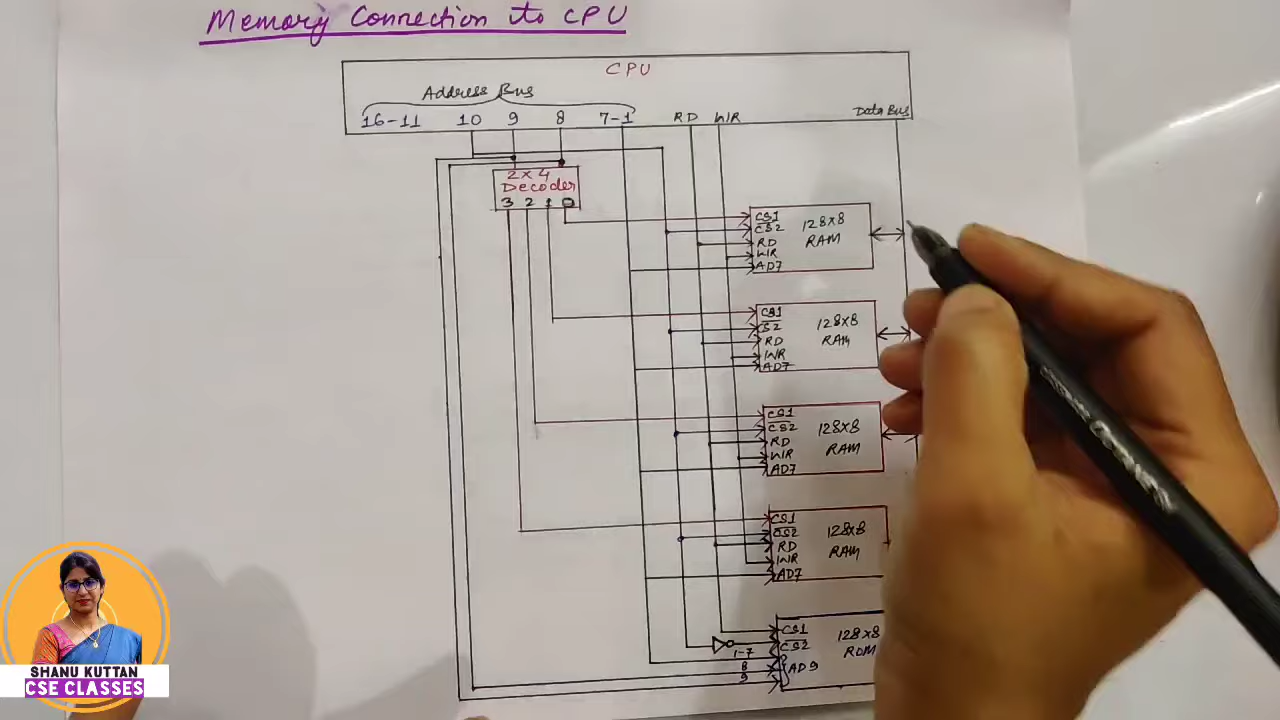 Memory Connection to CPU
CPU
Address Bus
Data Bus
16-11 10 9 8 7-1 RD WR
2x4
Decoder
3 2 1 0
CS1
CS2
RD
WR
AD7
128x8
RAM
CS1
S2
RD
WR
AD7
128x8
RAM
CS1
CS2
RD
WR
AD7
128x8
RAM
CS1
CS2
RD
WR
AD7
128x8
RAM
CS1
CS2
1-7
8
9
AD9
128x8
ROM
SHANU KUTTAN
CSE CLASSES